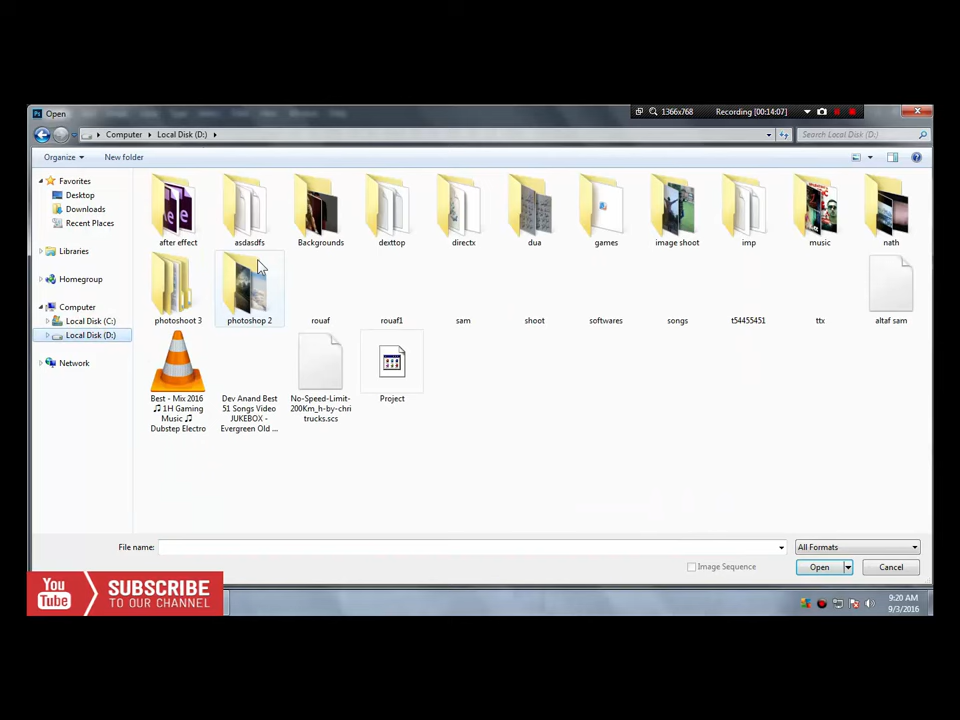 Ps Open
1366x768 Recording [00:14:07]
Computer Local Disk (D:) Search Local Disk (D:)
Organize New folder
Favorites
Desktop
Downloads
Recent Places
Libraries
Homegroup
Computer
Local Disk (C:)
Local Disk (D:)
Network
after effect asdasdfs Backgrounds dexttop directx dua games image shoot imp music nath
photoshoot 3 photoshop 2 rouaf rouaf1 sam shoot softwares songs t54455451 ttx altaf sam
Best - Mix 2016 ♫ 1H Gaming Music ♫ Dubstep Electro
Dev Anand Best 51 Songs Video JUKEBOX - Evergreen Old ...
No-Speed-Limit-200Km_h-by-chri trucks.scs
Project
File name: All Formats
Image Sequence Open Cancel
You Tube
SUBSCRIBE
TO OUR CHANNEL
9:20 AM
9/3/2016